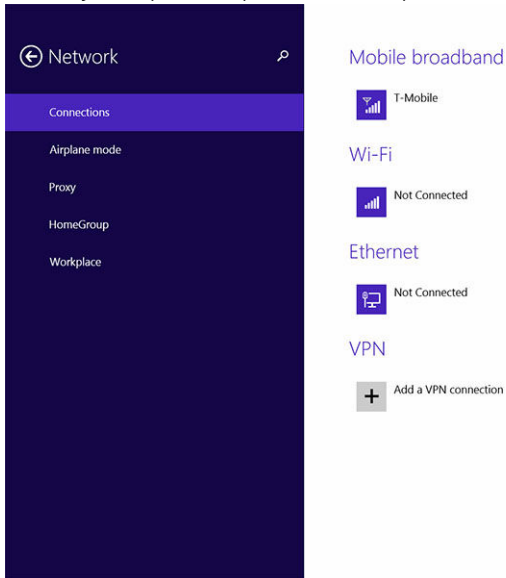 Network
Connections
Airplane mode
Proxy
HomeGroup
Workplace
Mobile broadband
T-Mobile
Wi-Fi
Not Connected
Ethernet
Not Connected
VPN
Add a VPN connection